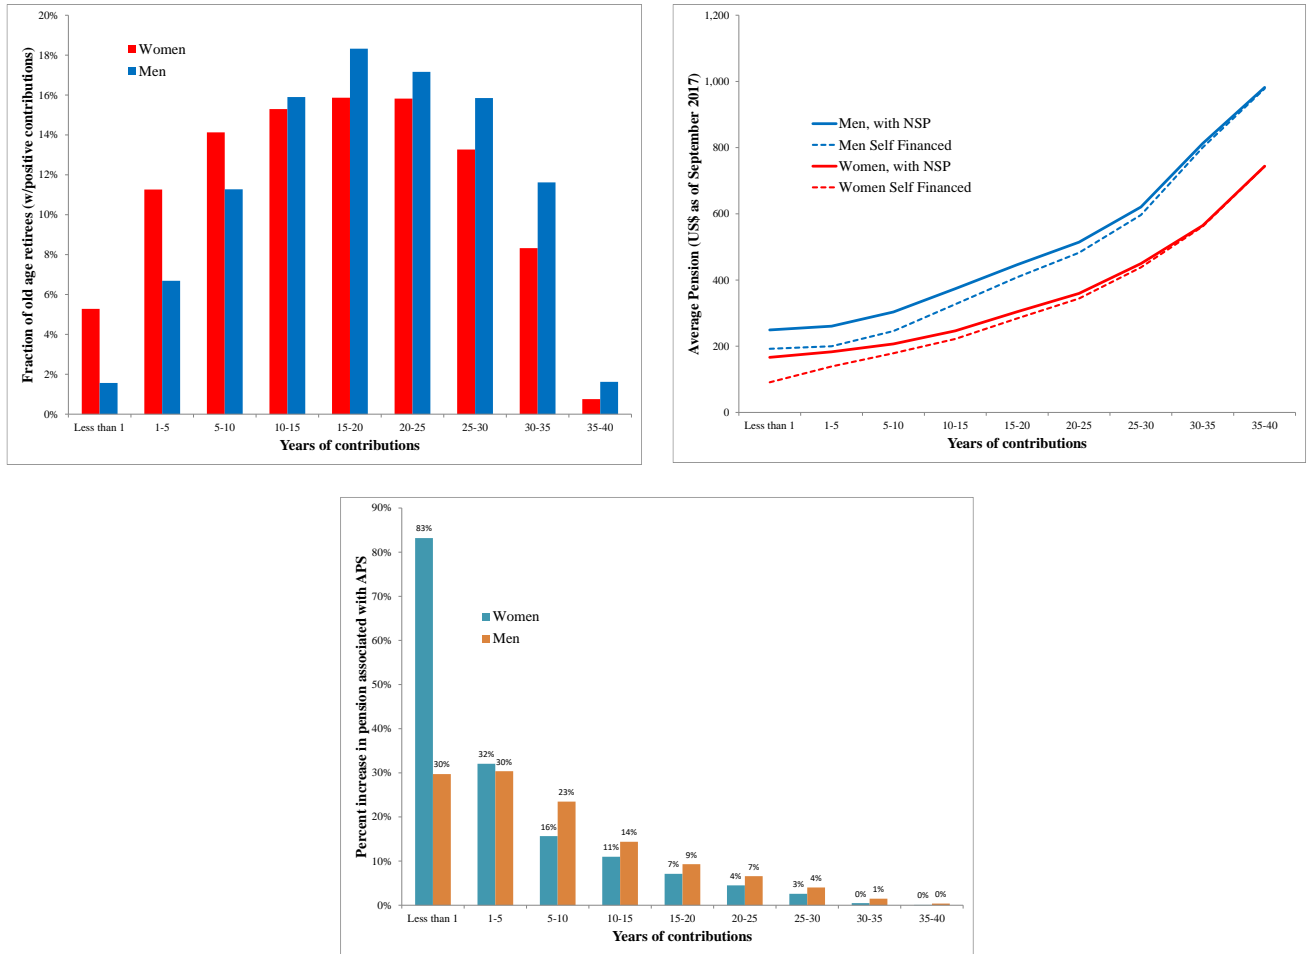 Fraction of old age retirees (w/positive contributions)
20%
18%
16%
14%
12%
10%
8%
6%
4%
2%
0%
Women
Men
Less than 1 1-5 5-10 10-15 15-20 20-25 25-30 30-35 35-40
Years of contributions
Average Pension (US$ as of September 2017)
1,200
1,000
800
600
400
200
0
Men, with NSP
Men Self Financed
Women, with NSP
Women Self Financed
Less than 1 1-5 5-10 10-15 15-20 20-25 25-30 30-35 35-40
Years of contributions
Percent increase in pension associated with APS
90%
80%
70%
60%
50%
40%
30%
20%
10%
0%
Women
Men
83%
30%
32%
30%
16%
23%
11%
14%
7%
9%
4%
7%
3%
4%
0%
1%
0%
0%
Less than 1 1-5 5-10 10-15 15-20 20-25 25-30 30-35 35-40
Years of contributions